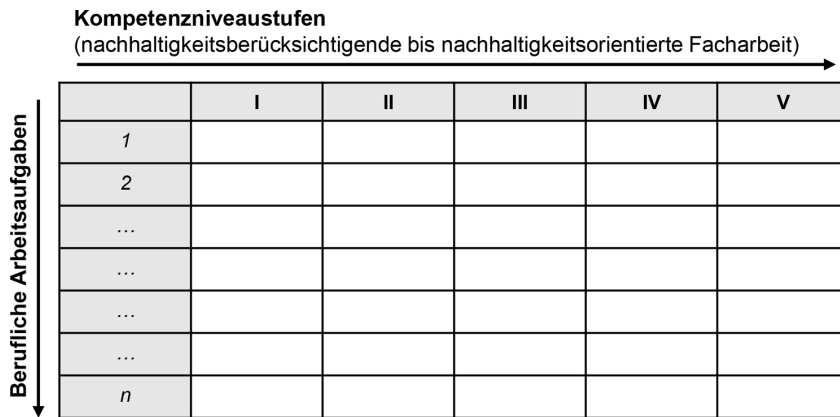 Kompetenzniveaustufen
(nachhaltigkeitsberücksichtigende bis nachhaltigkeitsorientierte Facharbeit)
Berufliche Arbeitsaufgaben
I II III IV V
1
2
…
…
…
…
n